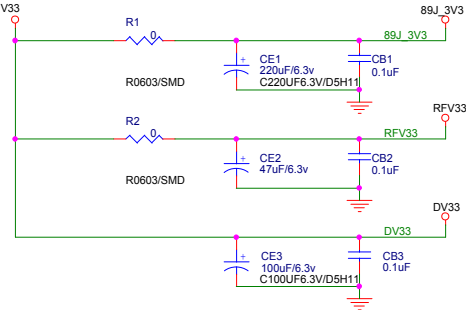 V33
R1
0
R0603/SMD
89J_3V3
89J_3V3
CE1
220uF/6.3v
C220UF6.3V/D5H11
CB1
0.1uF
R2
0
R0603/SMD
RFV33
RFV33
CE2
47uF/6.3v
CB2
0.1uF
DV33
DV33
CE3
100uF/6.3v
C100UF6.3V/D5H11
CB3
0.1uF